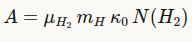 A = μ_{H_2} m_H κ_0 N(H_2)